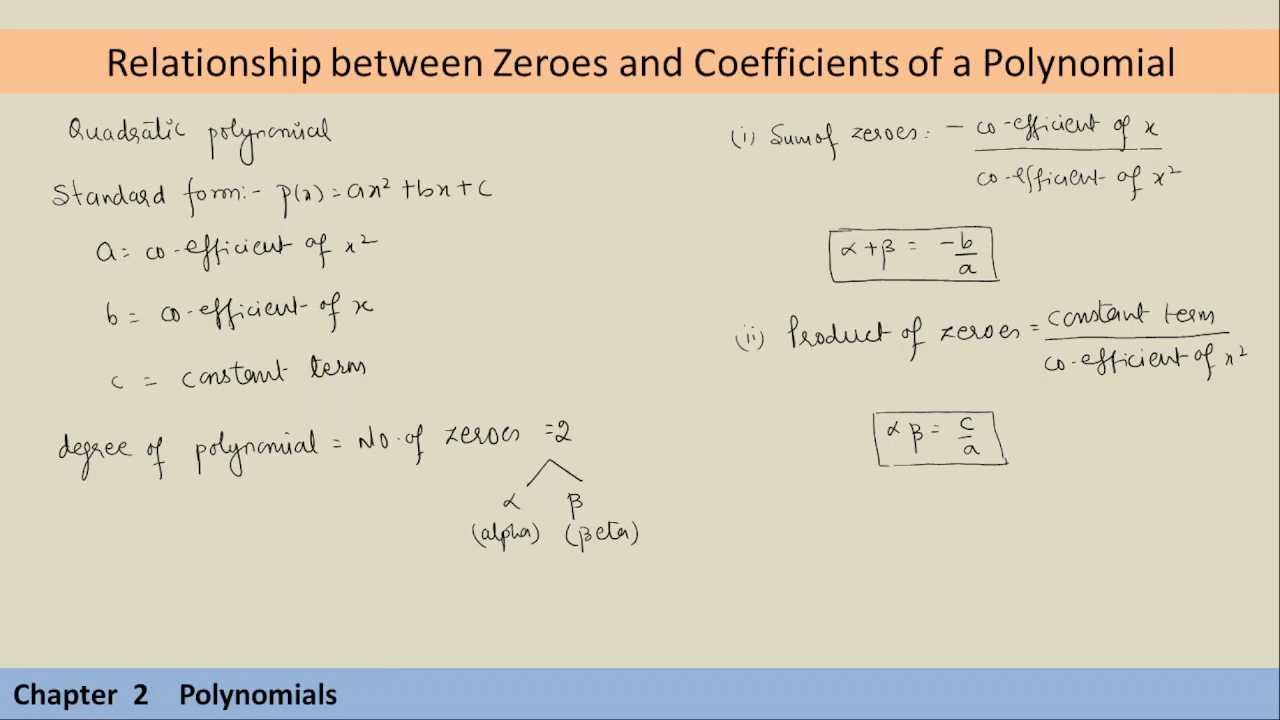 Relationship between Zeroes and Coefficients of a Polynomial
Quadratic polynomial
Standard form:- p(x) = ax² + bx + c
a = co-efficient of x²
b = co-efficient of x
c = constant term
degree of polynomial = No. of zeroes = 2
α β
(alpha) (βeta)
(i) Sum of zeroes: - co-efficient of x
co-efficient of x²
α + β = -b/a
(ii) Product of zeroes = constant term
co-efficient of x²
α β = c/a
Chapter 2 Polynomials